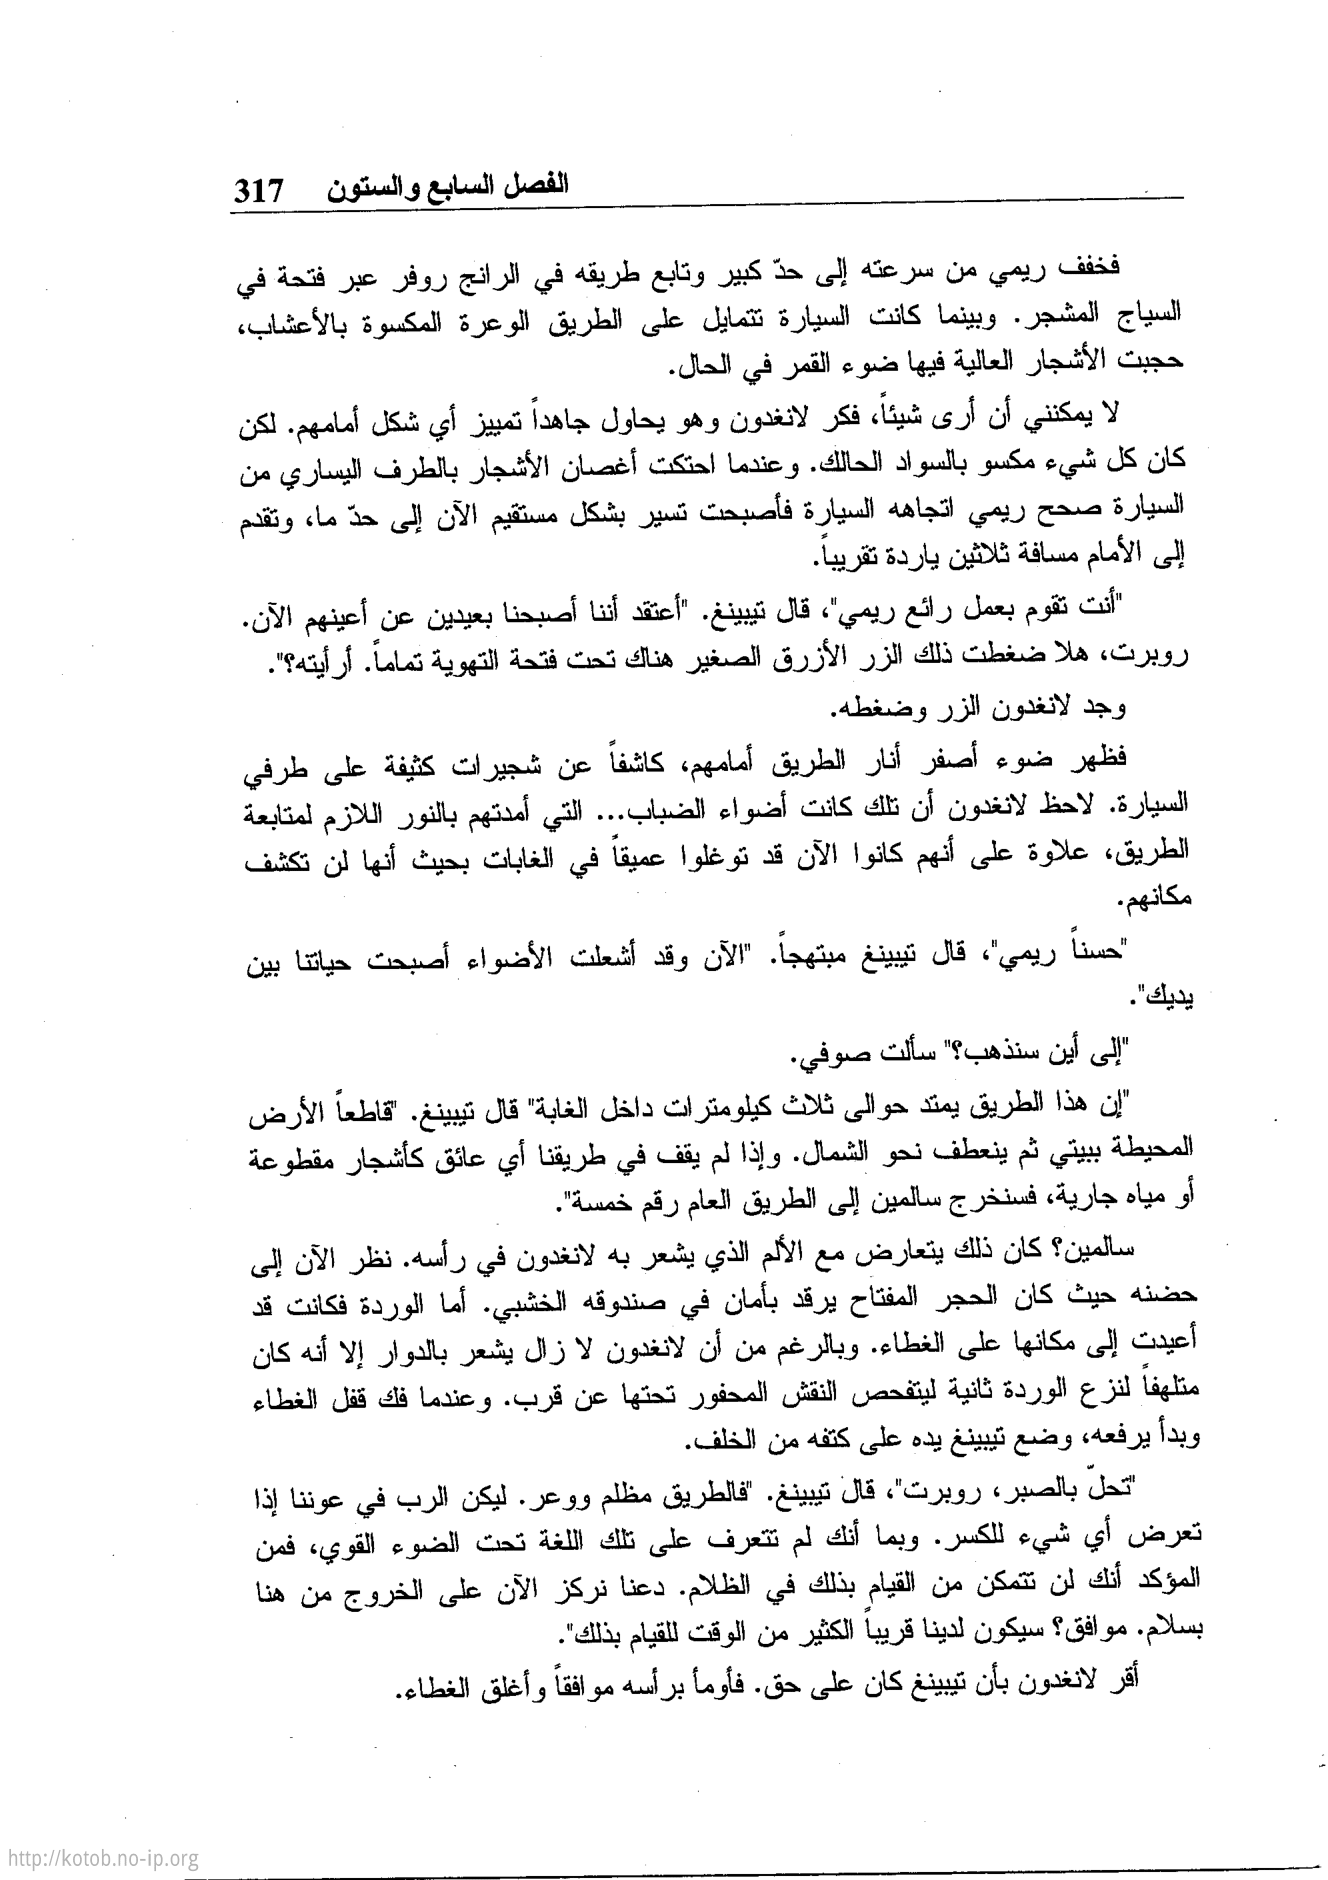 الفصل السابع والستون 317
فخفف ريمي من سرعته إلى حدّ كبير وتابع طريقه في الرانج روفر عبر فتحة في
السياج المشجر. وبينما كانت السيارة تتمايل على الطريق الوعرة المكسوة بالأعشاب،
حجبت الأشجار العالية فيها ضوء القمر في الحال.
لا يمكنني أن أرى شيئاً، فكر لانغدون وهو يحاول جاهداً تمييز أي شكل أمامهم. لكن
كان كل شيء مكسو بالسواد الحالك. وعندما احتكت أغصان الأشجار بالطرف اليساري من
السيارة صحح ريمي اتجاهه السيارة فأصبحت تسير بشكل مستقيم الآن إلى حدّ ما، وتقدم
إلى الأمام مسافة ثلاثين ياردة تقريباً.
"أنت تقوم بعمل رائع ريمي"، قال تيبينغ. "أعتقد أننا أصبحنا بعيدين عن أعينهم الآن.
روبرت، هلا ضغطت ذلك الزر الأزرق الصغير هناك تحت فتحة التهوية تماماً. أرأيته؟".
وجد لانغدون الزر وضغطه.
فظهر ضوء أصفر أنار الطريق أمامهم، كاشفاً عن شجيرات كثيفة على طرفي
السيارة. لاحظ لانغدون أن تلك كانت أضواء الضباب... التي أمدتهم بالنور اللازم لمتابعة
الطريق، علاوة على أنهم كانوا الآن قد توغلوا عميقاً في الغابات بحيث أنها لن تكشف
مكانهم.
"حسناً ريمي"، قال تيبينغ مبتهجاً. "الآن وقد أشعلت الأضواء أصبحت حياتنا بين
يديك".
"إلى أين سنذهب؟" سألت صوفي.
"إن هذا الطريق يمتد حوالى ثلاث كيلومترات داخل الغابة" قال تيبينغ. "قاطعاً الأرض
المحيطة ببيتي ثم ينعطف نحو الشمال. وإذا لم يقف في طريقنا أي عائق كأشجار مقطوعة
أو مياه جارية، فسنخرج سالمين إلى الطريق العام رقم خمسة".
سالمين؟ كان ذلك يتعارض مع الألم الذي يشعر به لانغدون في رأسه. نظر الآن إلى
حضنه حيث كان الحجر المفتاح يرقد بأمان في صندوقه الخشبي. أما الوردة فكانت قد
أعيدت إلى مكانها على الغطاء. وبالرغم من أن لانغدون لا زال يشعر بالدوار إلا أنه كان
متلهفاً لنزع الوردة ثانية ليتفحص النقش المحفور تحتها عن قرب. وعندما فك قفل الغطاء
وبدأ يرفعه، وضع تيبينغ يده على كتفه من الخلف.
"تحلّ بالصبر، روبرت"، قال تيبينغ. "فالطريق مظلم ووعر. ليكن الرب في عوننا إذا
تعرض أي شيء للكسر. وبما أنك لم تتعرف على تلك اللغة تحت الضوء القوي، فمن
المؤكد أنك لن تتمكن من القيام بذلك في الظلام. دعنا نركز الآن على الخروج من هنا
بسلام. موافق؟ سيكون لدينا قريباً الكثير من الوقت للقيام بذلك".
أقر لانغدون بأن تيبينغ كان على حق. فأومأ برأسه موافقاً وأغلق الغطاء.
http://kotob.no-ip.org